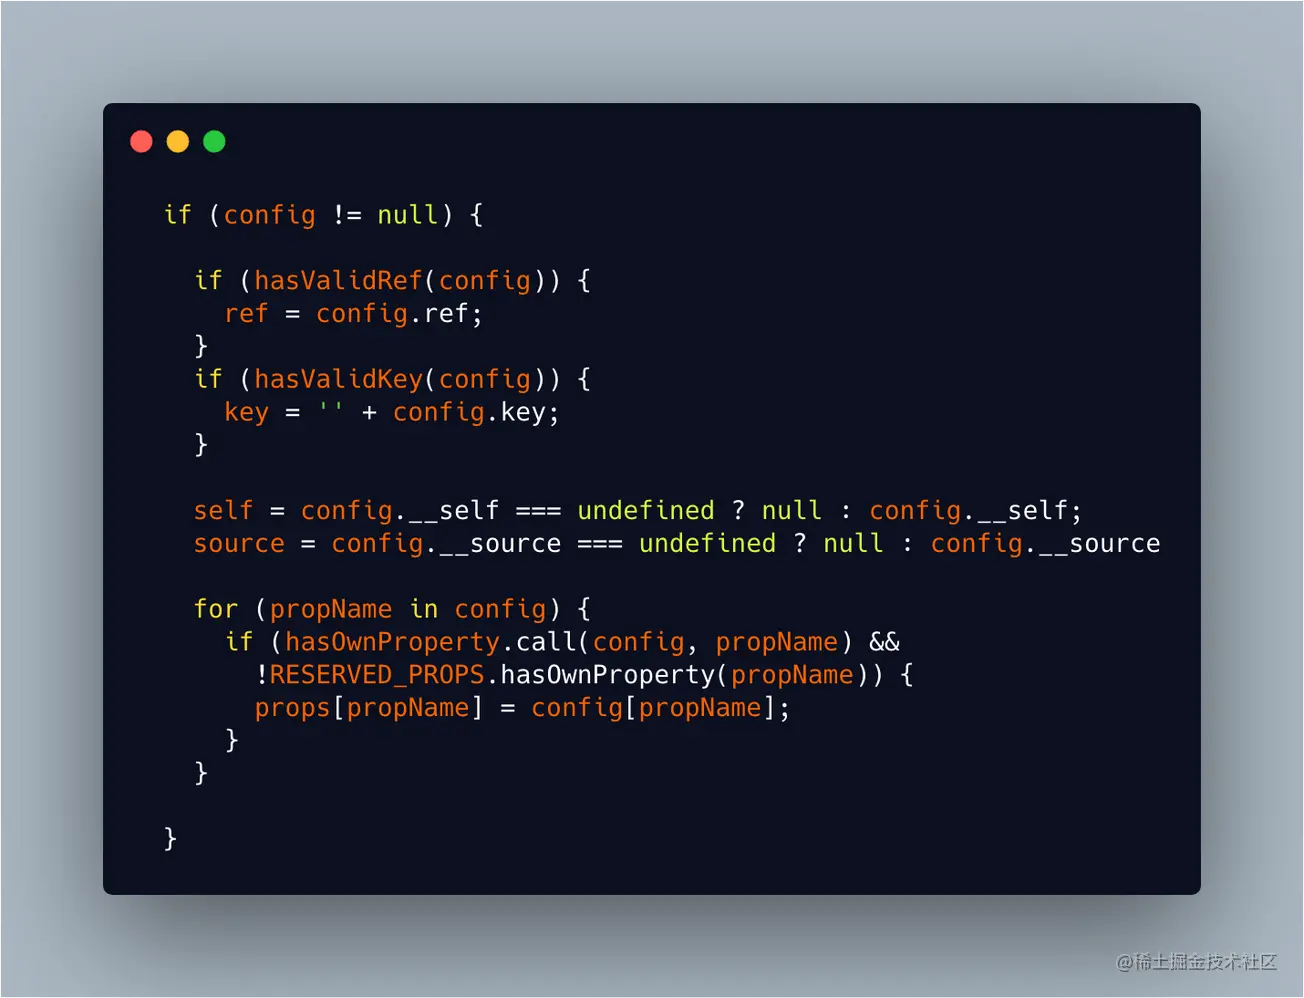 if (config != null) {
if (hasValidRef(config)) {
ref = config.ref;
}
if (hasValidKey(config)) {
key = '' + config.key;
}
self = config.__self === undefined ? null : config.__self;
source = config.__source === undefined ? null : config.__source
for (propName in config) {
if (hasOwnProperty.call(config, propName) &&
!RESERVED_PROPS.hasOwnProperty(propName)) {
props[propName] = config[propName];
}
}
}
@稀土掘金技术社区